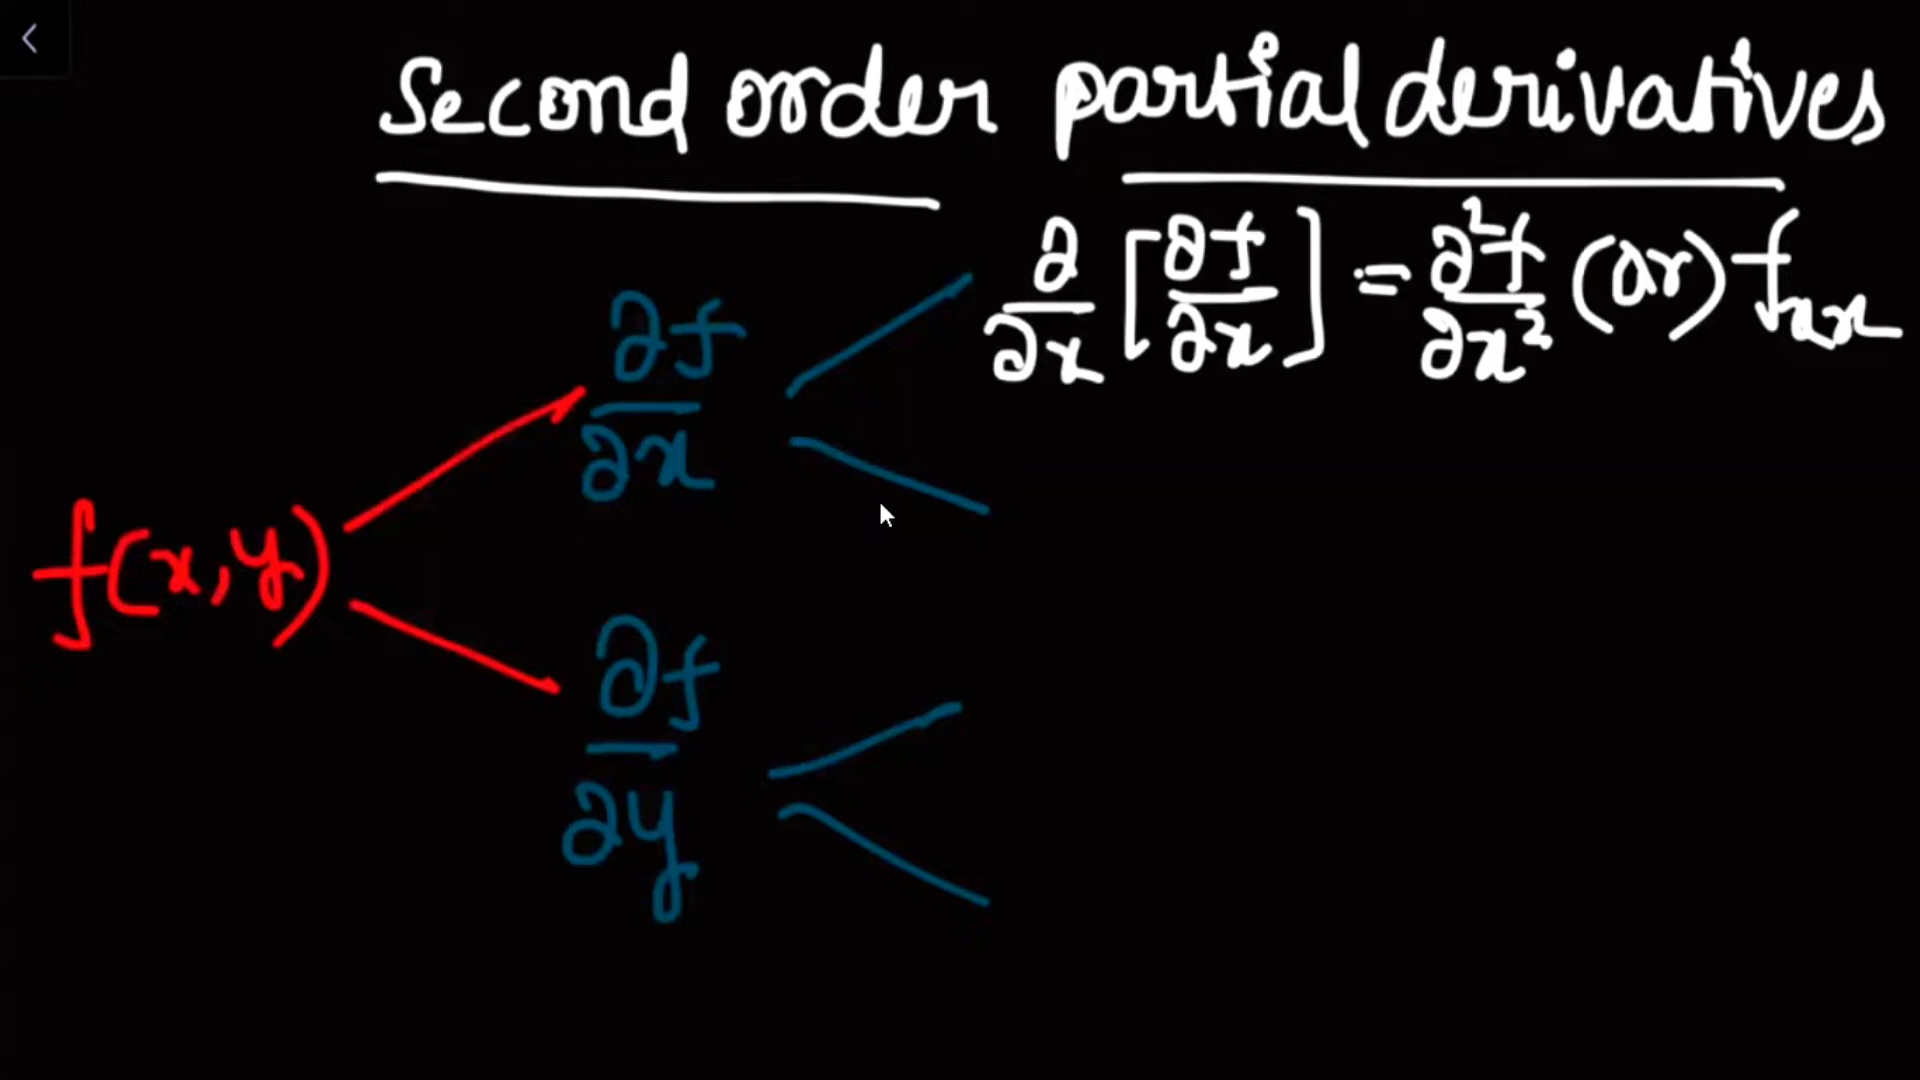 Second order partial derivatives
∂/∂x [∂f/∂x] = ∂²f/∂x² (or) fxx
∂f/∂x
f(x,y)
∂f/∂y